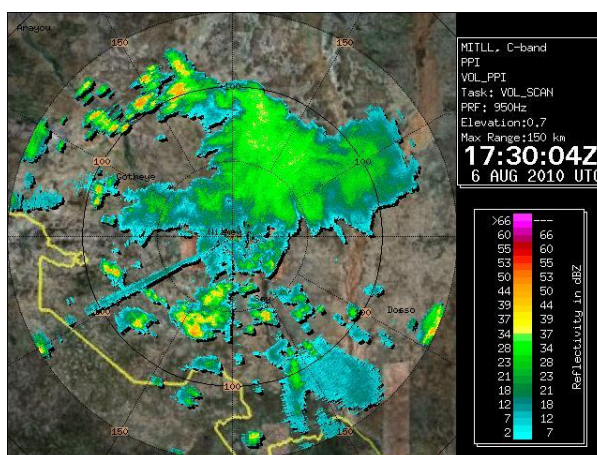 Anayou
150
150
100
100
100
Gotheye
Niamey
Say
Dosso
100
150
150
MITLL, C-band
PPI
VOL_PPI
Task: VOL_SCAN
PRF: 950Hz
Elevation:0.7
Max Range:150 km
17:30:04Z
6 AUG 2010 UTC
>66 ---
60 66
55 60
53 55
50 53
44 50
39 44
37 39
34 37
28 34
23 28
21 23
18 21
12 18
7 12
2 7
Reflectivity in dBZ